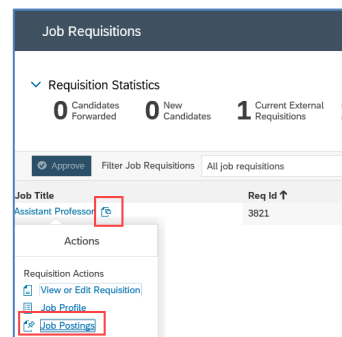 Job Requisitions
Requisition Statistics
0 Candidates Forwarded 0 New Candidates 1 Current External Requisitions
Approve Filter Job Requisitions All job requisitions
Job Title Req Id ↑
Assistant Professor 3821
Actions
Requisition Actions
View or Edit Requisition
Job Profile
Job Postings